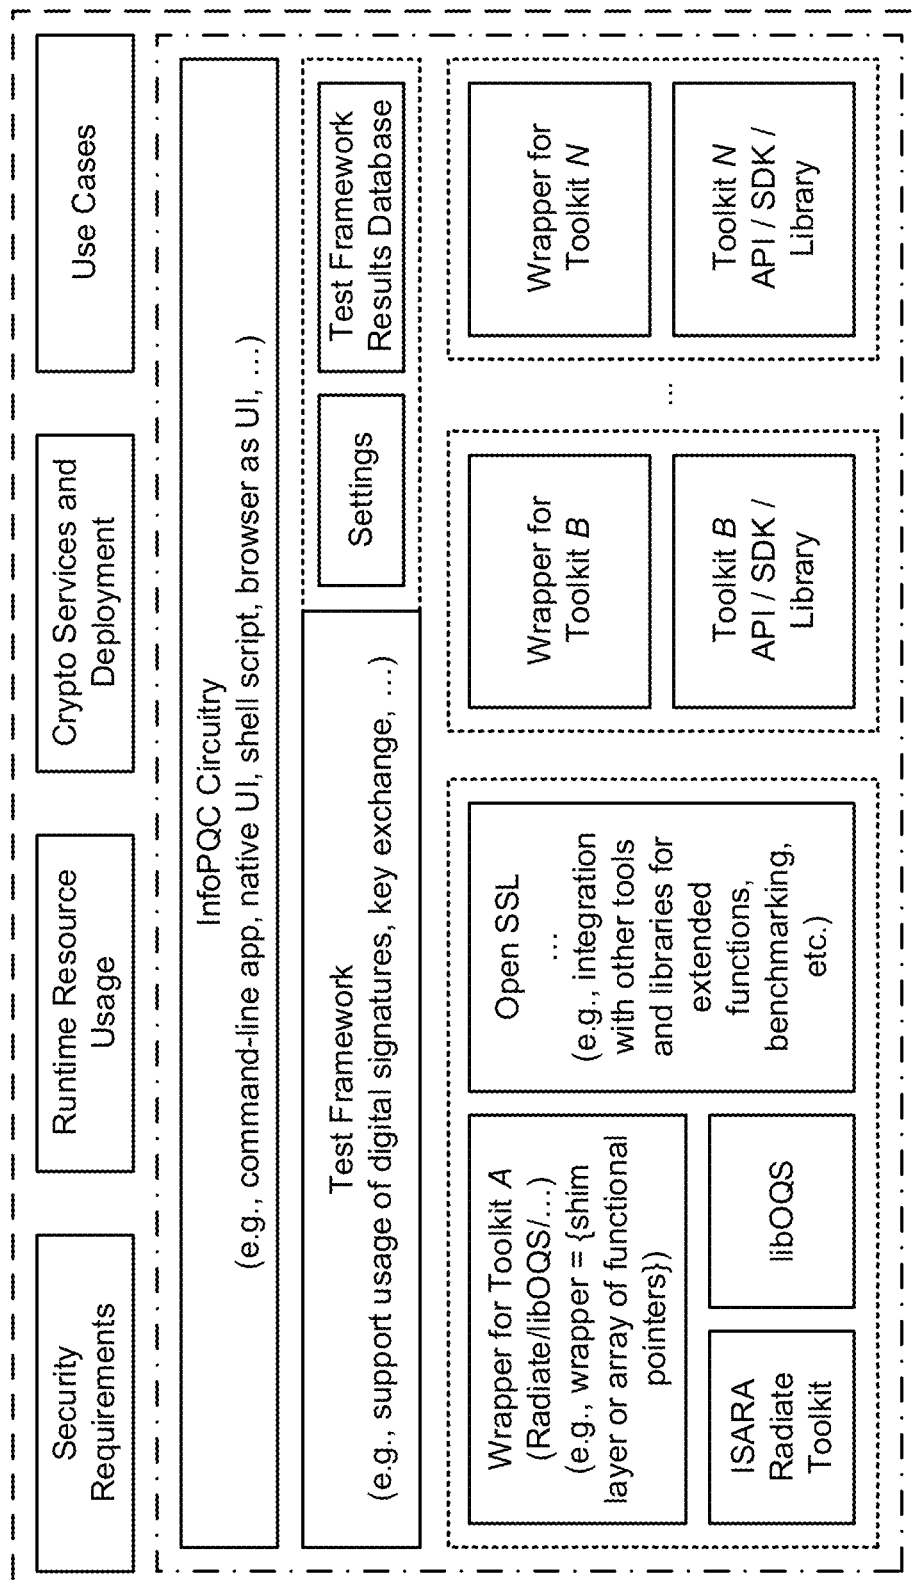 Security
Requirements
Runtime Resource
Usage
Crypto Services and
Deployment
Use Cases
InfoPQC Circuitry
(e.g., command-line app, native UI, shell script, browser as UI, ...)
Test Framework
(e.g., support usage of digital signatures, key exchange, ...)
Settings
Test Framework
Results Database
Wrapper for Toolkit A
(Radiate/libOQS/...)
(e.g., wrapper = {shim
layer or array of functional
pointers})
ISARA
Radiate
Toolkit
libOQS
Open SSL
...
(e.g., integration
with other tools
and libraries for
extended
functions,
benchmarking,
etc.)
Wrapper for
Toolkit B
Toolkit B
API / SDK /
Library
...
Wrapper for
Toolkit N
Toolkit N
API / SDK /
Library